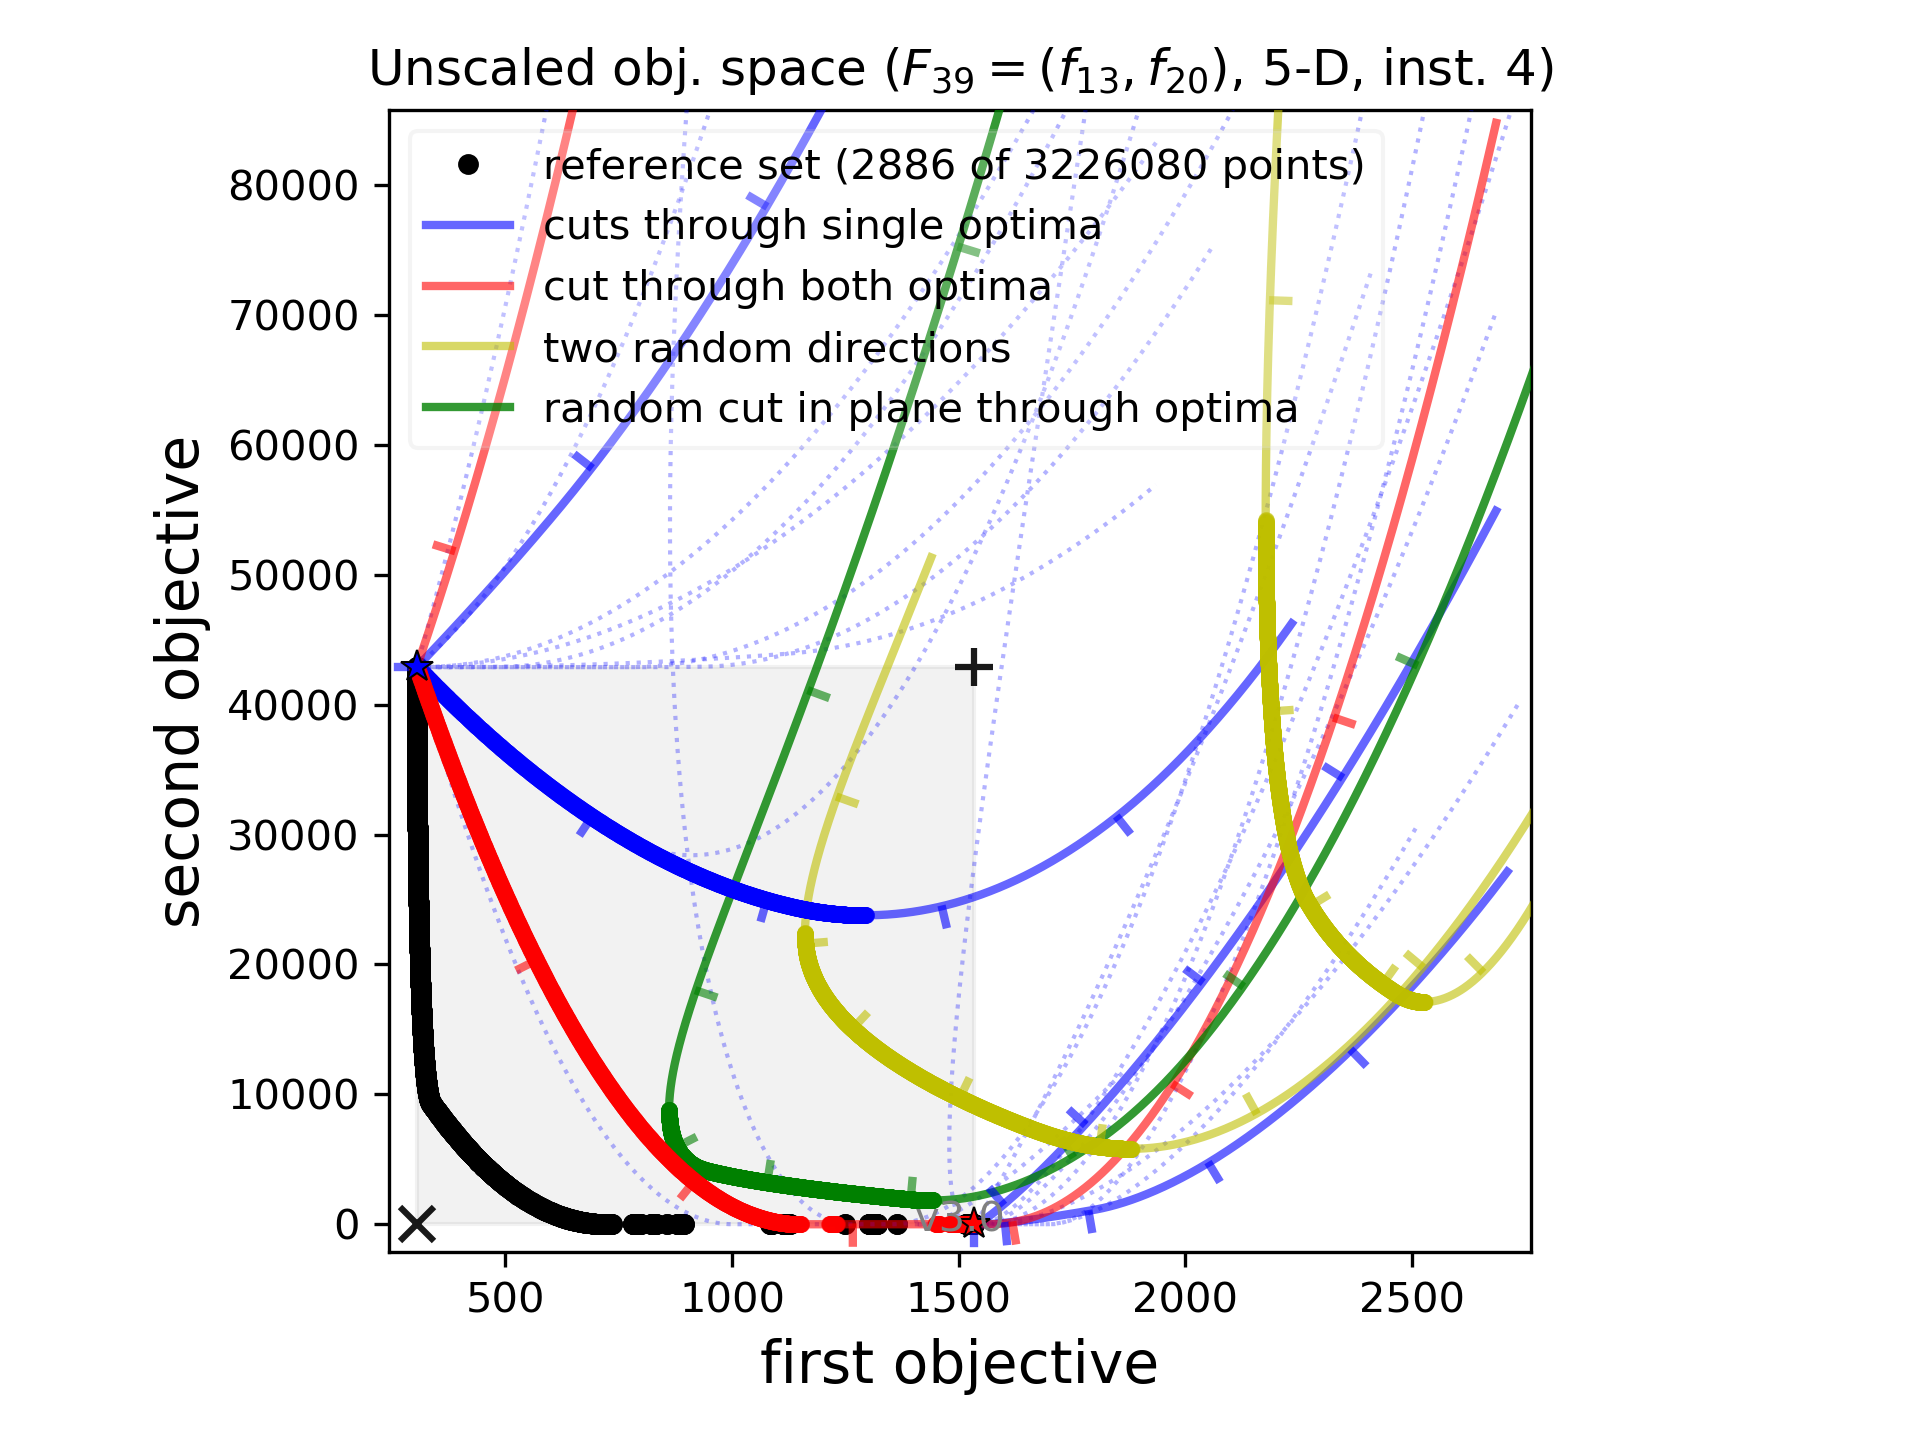 Unscaled obj. space (F39 = (f13, f20), 5-D, inst. 4)
reference set (2886 of 3226080 points)
cuts through single optima
cut through both optima
two random directions
random cut in plane through optima
second objective
80000
70000
60000
50000
40000
30000
20000
10000
0
v3.0
500 1000 1500 2000 2500
first objective